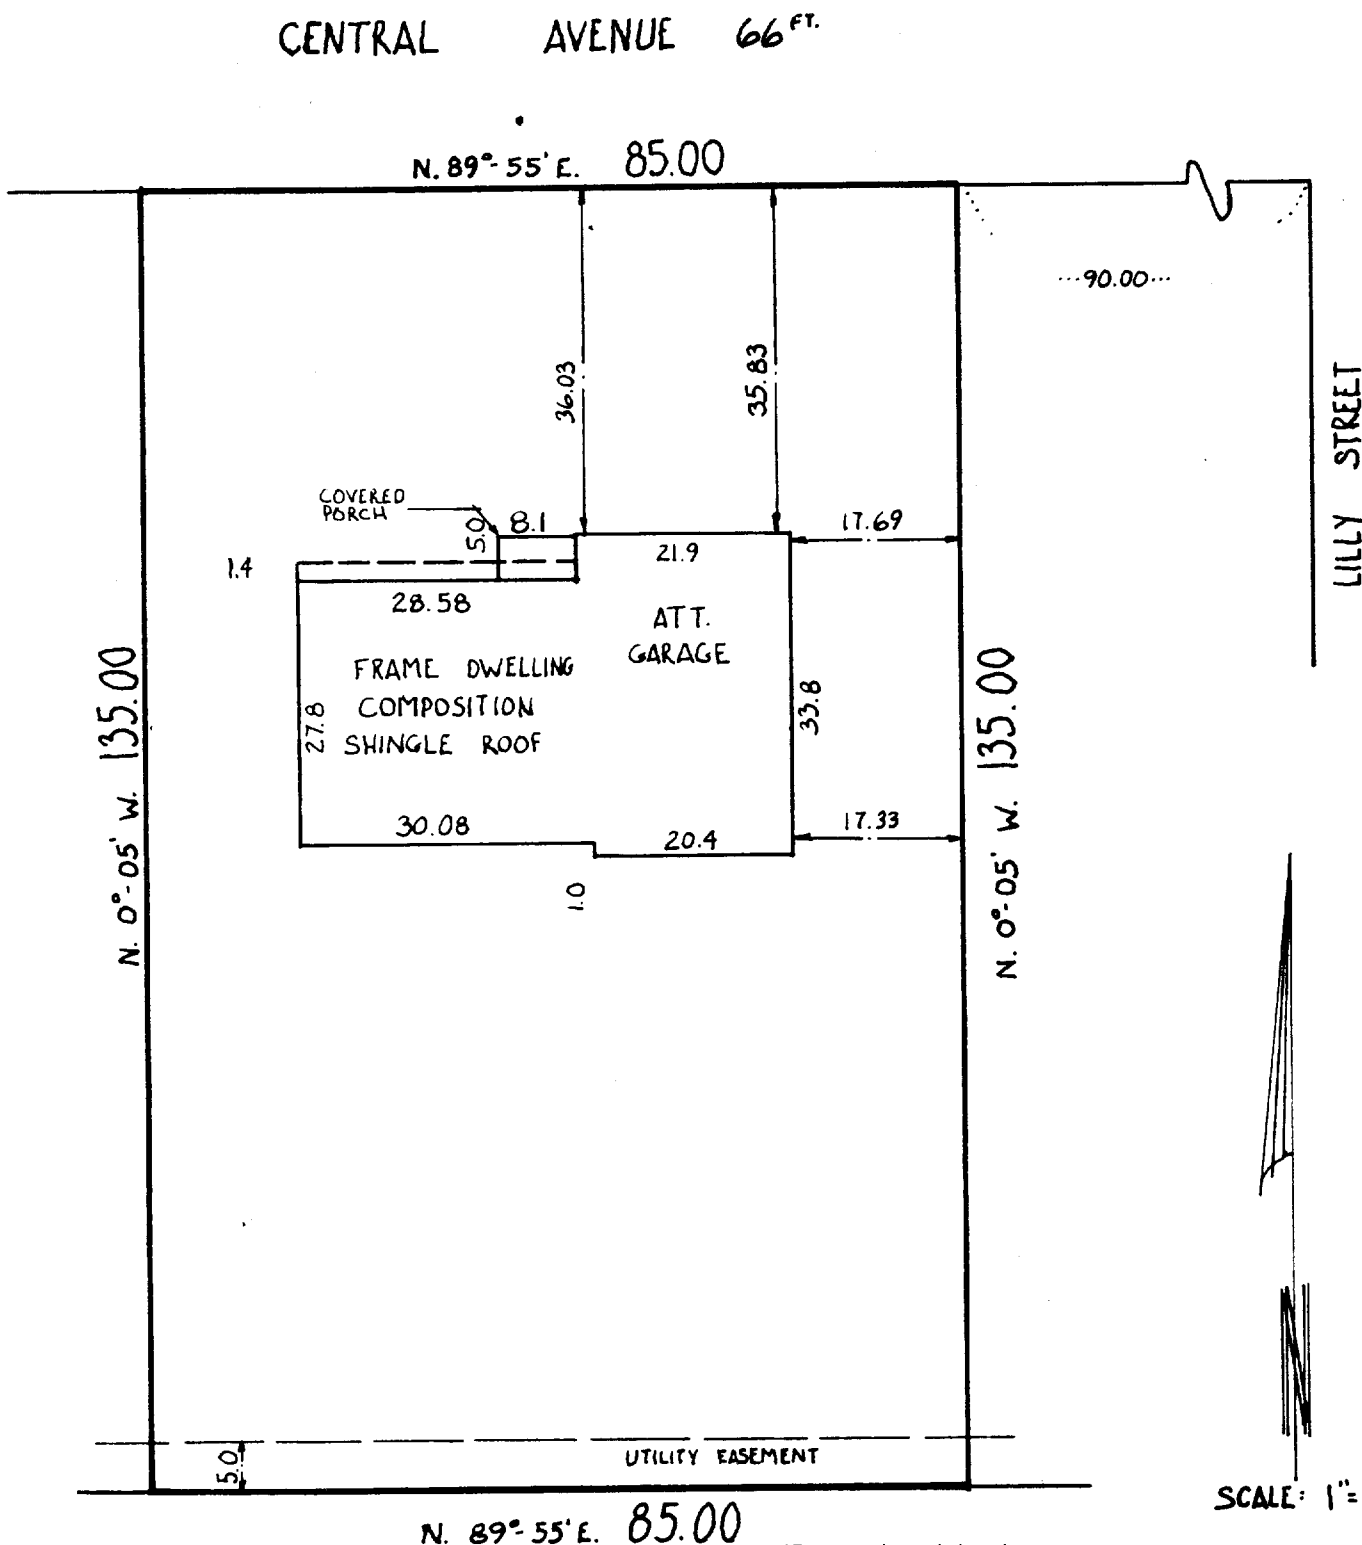 CENTRAL AVENUE 66 FT.
N. 89°-55' E. 85.00
...90.00...
36.03
35.83
LILLY STREET
COVERED
PORCH
5.0
8.1
17.69
21.9
1.4
28.58
ATT.
GARAGE
FRAME DWELLING
COMPOSITION
SHINGLE ROOF
27.8
33.8
N. 0°-05' W. 135.00
N. 0°-05' W. 135.00
30.08
20.4
17.33
1.0
N
5.0
UTILITY EASEMENT
SCALE: 1"=
N. 89°-55' E. 85.00